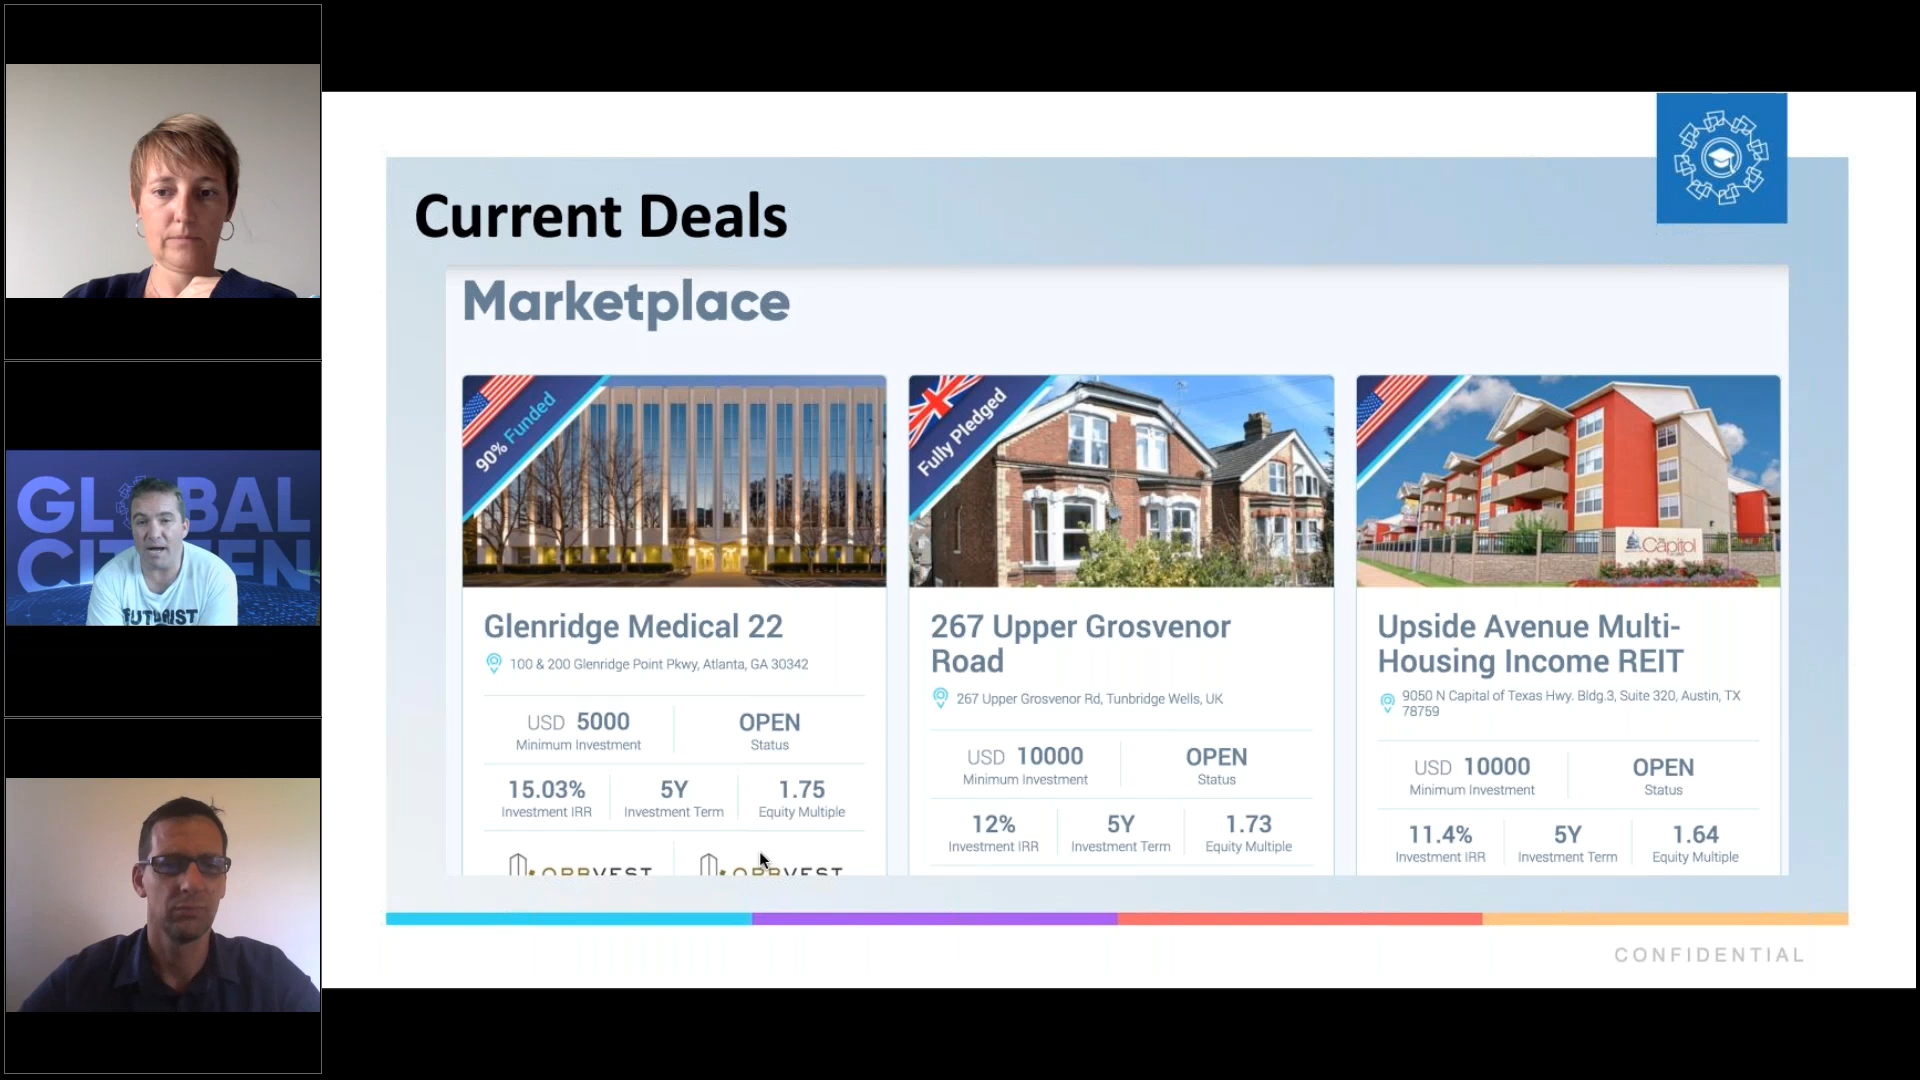 GLOBAL
CITIZEN
FUTURIST
Current Deals
Marketplace
90% Funded
Fully Pledged
The Capitol
Glenridge Medical 22
100 & 200 Glenridge Point Pkwy, Atlanta, GA 30342
USD 5000
Minimum Investment
OPEN
Status
15.03%
Investment IRR
5Y
Investment Term
1.75
Equity Multiple
ORBVEST
ORBVEST
267 Upper Grosvenor
Road
267 Upper Grosvenor Rd, Tunbridge Wells, UK
USD 10000
Minimum Investment
OPEN
Status
12%
Investment IRR
5Y
Investment Term
1.73
Equity Multiple
Upside Avenue Multi-
Housing Income REIT
9050 N Capital of Texas Hwy. Bldg.3, Suite 320, Austin, TX
78759
USD 10000
Minimum Investment
OPEN
Status
11.4%
Investment IRR
5Y
Investment Term
1.64
Equity Multiple
CONFIDENTIAL